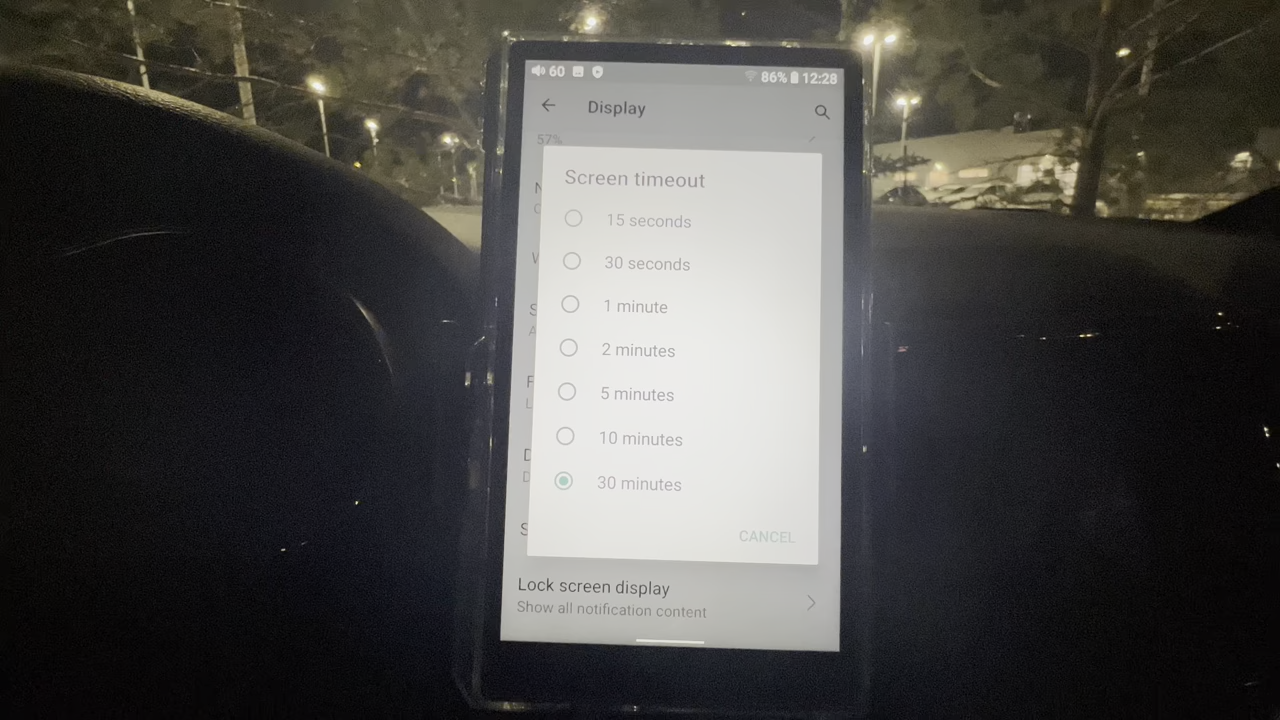 60 86% 12:28
Display
57%
Screen timeout
15 seconds
30 seconds
1 minute
2 minutes
5 minutes
10 minutes
30 minutes
CANCEL
Lock screen display
Show all notification content